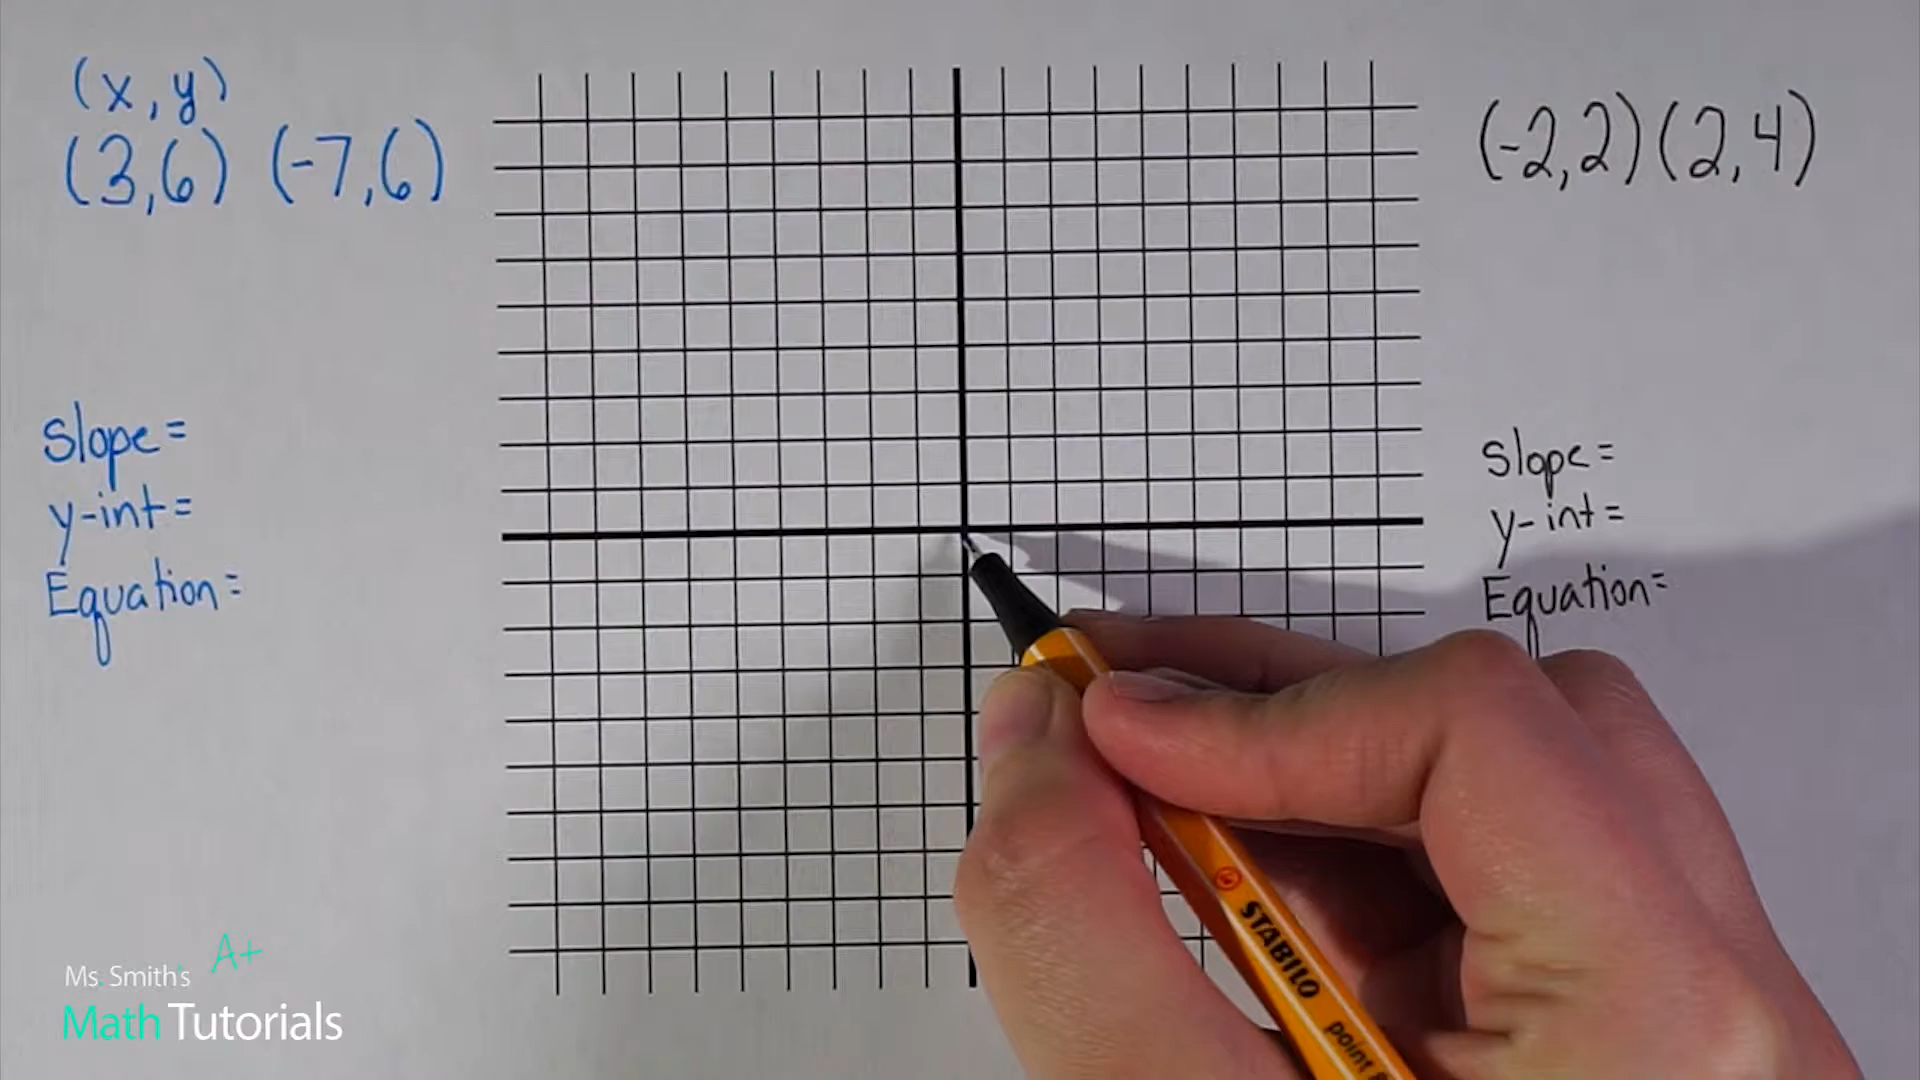 (x, y)
(3,6) (-7,6)
Slope =
y-int =
Equation =
(-2,2) (2,4)
Slope =
y-int =
Equation =
STABILO point 8
Ms. Smith's A+
Math Tutorials